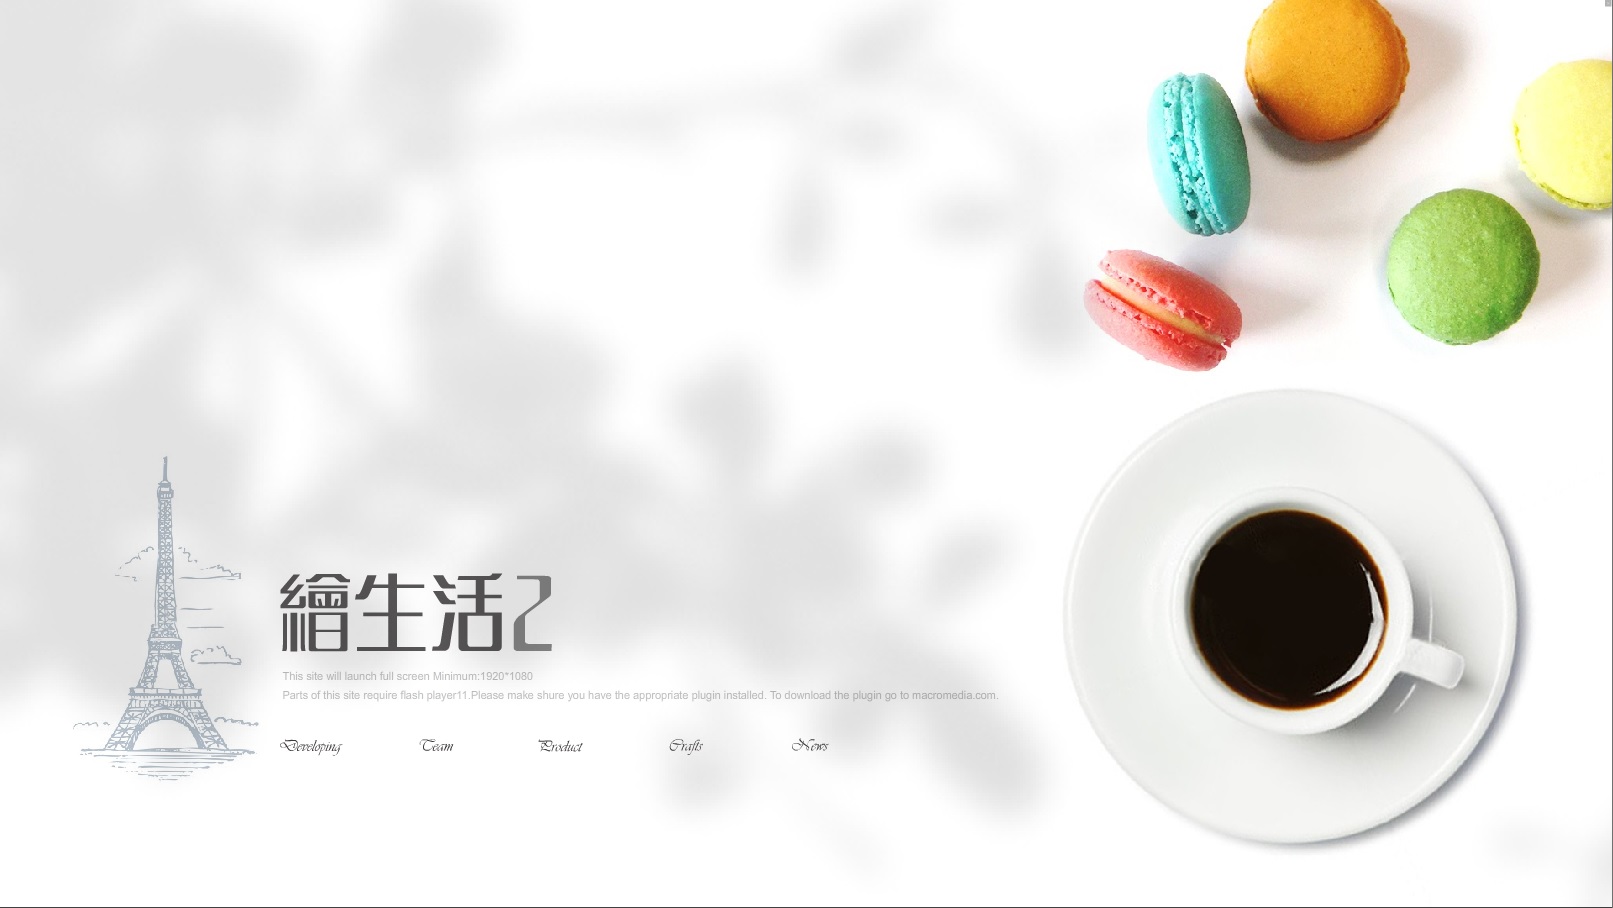 繪生活2
This site will launch full screen Minimum:1920*1080
Parts of this site require flash player11.Please make shure you have the appropriate plugin installed. To download the plugin go to macromedia.com.
Developing Team Product Crafts News